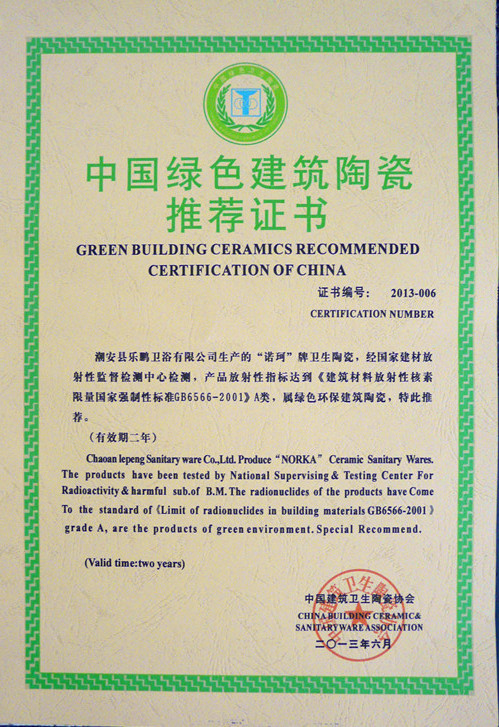 中国绿色建筑陶瓷
推荐证书
GREEN BUILDING CERAMICS RECOMMENDED
CERTIFICATION OF CHINA
证书编号： 2013-006
CERTIFICATION NUMBER
潮安县乐鹏卫浴有限公司生产的“诺珂”牌卫生陶瓷，经国家建材放
射性监督检测中心检测，产品放射性指标达到《建筑材料放射性核素
限量国家强制性标准GB6566-2001》A类，属绿色环保建筑陶瓷，特此推
荐。
（有效期二年）
Chaoan lepeng Sanitary ware Co.,Ltd. Produce “NORKA” Ceramic Sanitary Wares.
The products have been tested by National Supervising & Testing Center For
Radioactivity & harmful sub.of B.M. The radionuclides of the products have Come
To the standard of《Limit of radionuclides in building materials GB6566-2001》
grade A, are the products of green environment. Special Recommend.
(Valid time:two years)
中国建筑卫生陶瓷协会
CHINA BUILDING CERAMIC&
SANITARYWARE ASSOCIATION
二〇一三年六月